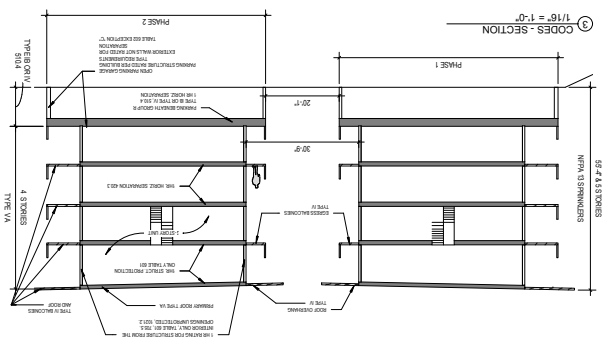 1 HR RATING FOR STRUCTURE FROM THE
INTERIOR ONLY, TABLE 601, 705.5,
OPENINGS UNPROTECTED, 1021.2
TYPE IV BALCONIES
AND ROOF
PRIMARY ROOF TYPE VA
ROOF OVERHANG
TYPE IV
1HR. STRUCT. PROTECTION
ONLY TABLE 601
2-STORY UNIT
EGRESS BALCONIES
TYPE IV
1HR. HORIZ. SEPARATION 420.3
4 STORIES
TYPE VA
55'-4" & 5 STORIES
NFPA 13 SPRINKLERS
30'-9"
20'-1"
PARKING BENEATH GROUP R
TYPE IB OR TYPE IV, 510.4
1 HR HORIZ. SEPARATION
TYPE IB OR IV
510.4
OPEN PARKING GARAGE
PARKING STRUCTURE RATED PER BUILDING
TYPE REQUIREMENTS
EXTERIOR WALLS NOT RATED FOR
SEPARATION
TABLE 602 EXCEPTION "C"
PHASE 2
PHASE 1
3
CODES - SECTION
1/16" = 1'-0"